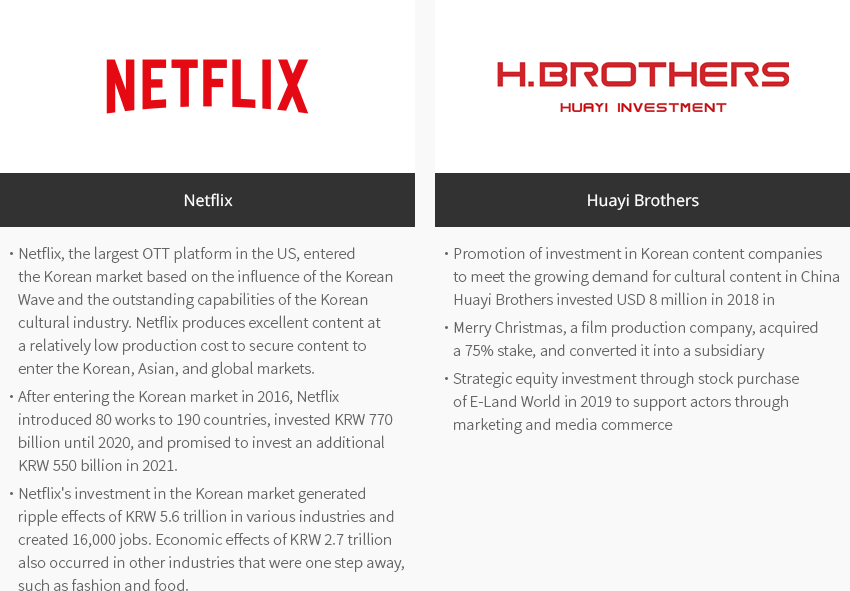 NETFLIX
Netflix
· Netflix, the largest OTT platform in the US, entered
the Korean market based on the influence of the Korean
Wave and the outstanding capabilities of the Korean
cultural industry. Netflix produces excellent content at
a relatively low production cost to secure content to
enter the Korean, Asian, and global markets.
· After entering the Korean market in 2016, Netflix
introduced 80 works to 190 countries, invested KRW 770
billion until 2020, and promised to invest an additional
KRW 550 billion in 2021.
· Netflix's investment in the Korean market generated
ripple effects of KRW 5.6 trillion in various industries and
created 16,000 jobs. Economic effects of KRW 2.7 trillion
also occurred in other industries that were one step away,
such as fashion and food.
H.BROTHERS
HUAYI INVESTMENT
Huayi Brothers
· Promotion of investment in Korean content companies
to meet the growing demand for cultural content in China
Huayi Brothers invested USD 8 million in 2018 in
· Merry Christmas, a film production company, acquired
a 75% stake, and converted it into a subsidiary
· Strategic equity investment through stock purchase
of E-Land World in 2019 to support actors through
marketing and media commerce